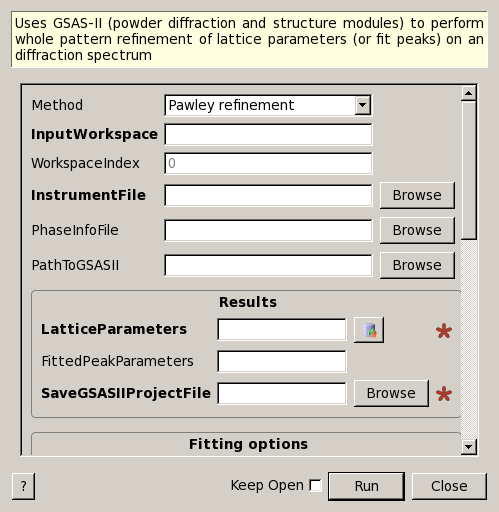 Uses GSAS-II (powder diffraction and structure modules) to perform
whole pattern refinement of lattice parameters (or fit peaks) on an
diffraction spectrum
Method Pawley refinement
InputWorkspace
WorkspaceIndex 0
InstrumentFile Browse
PhaseInfoFile Browse
PathToGSASII Browse
Results
LatticeParameters *
FittedPeakParameters
SaveGSASIIProjectFile Browse *
Fitting options
? Keep Open Run Close